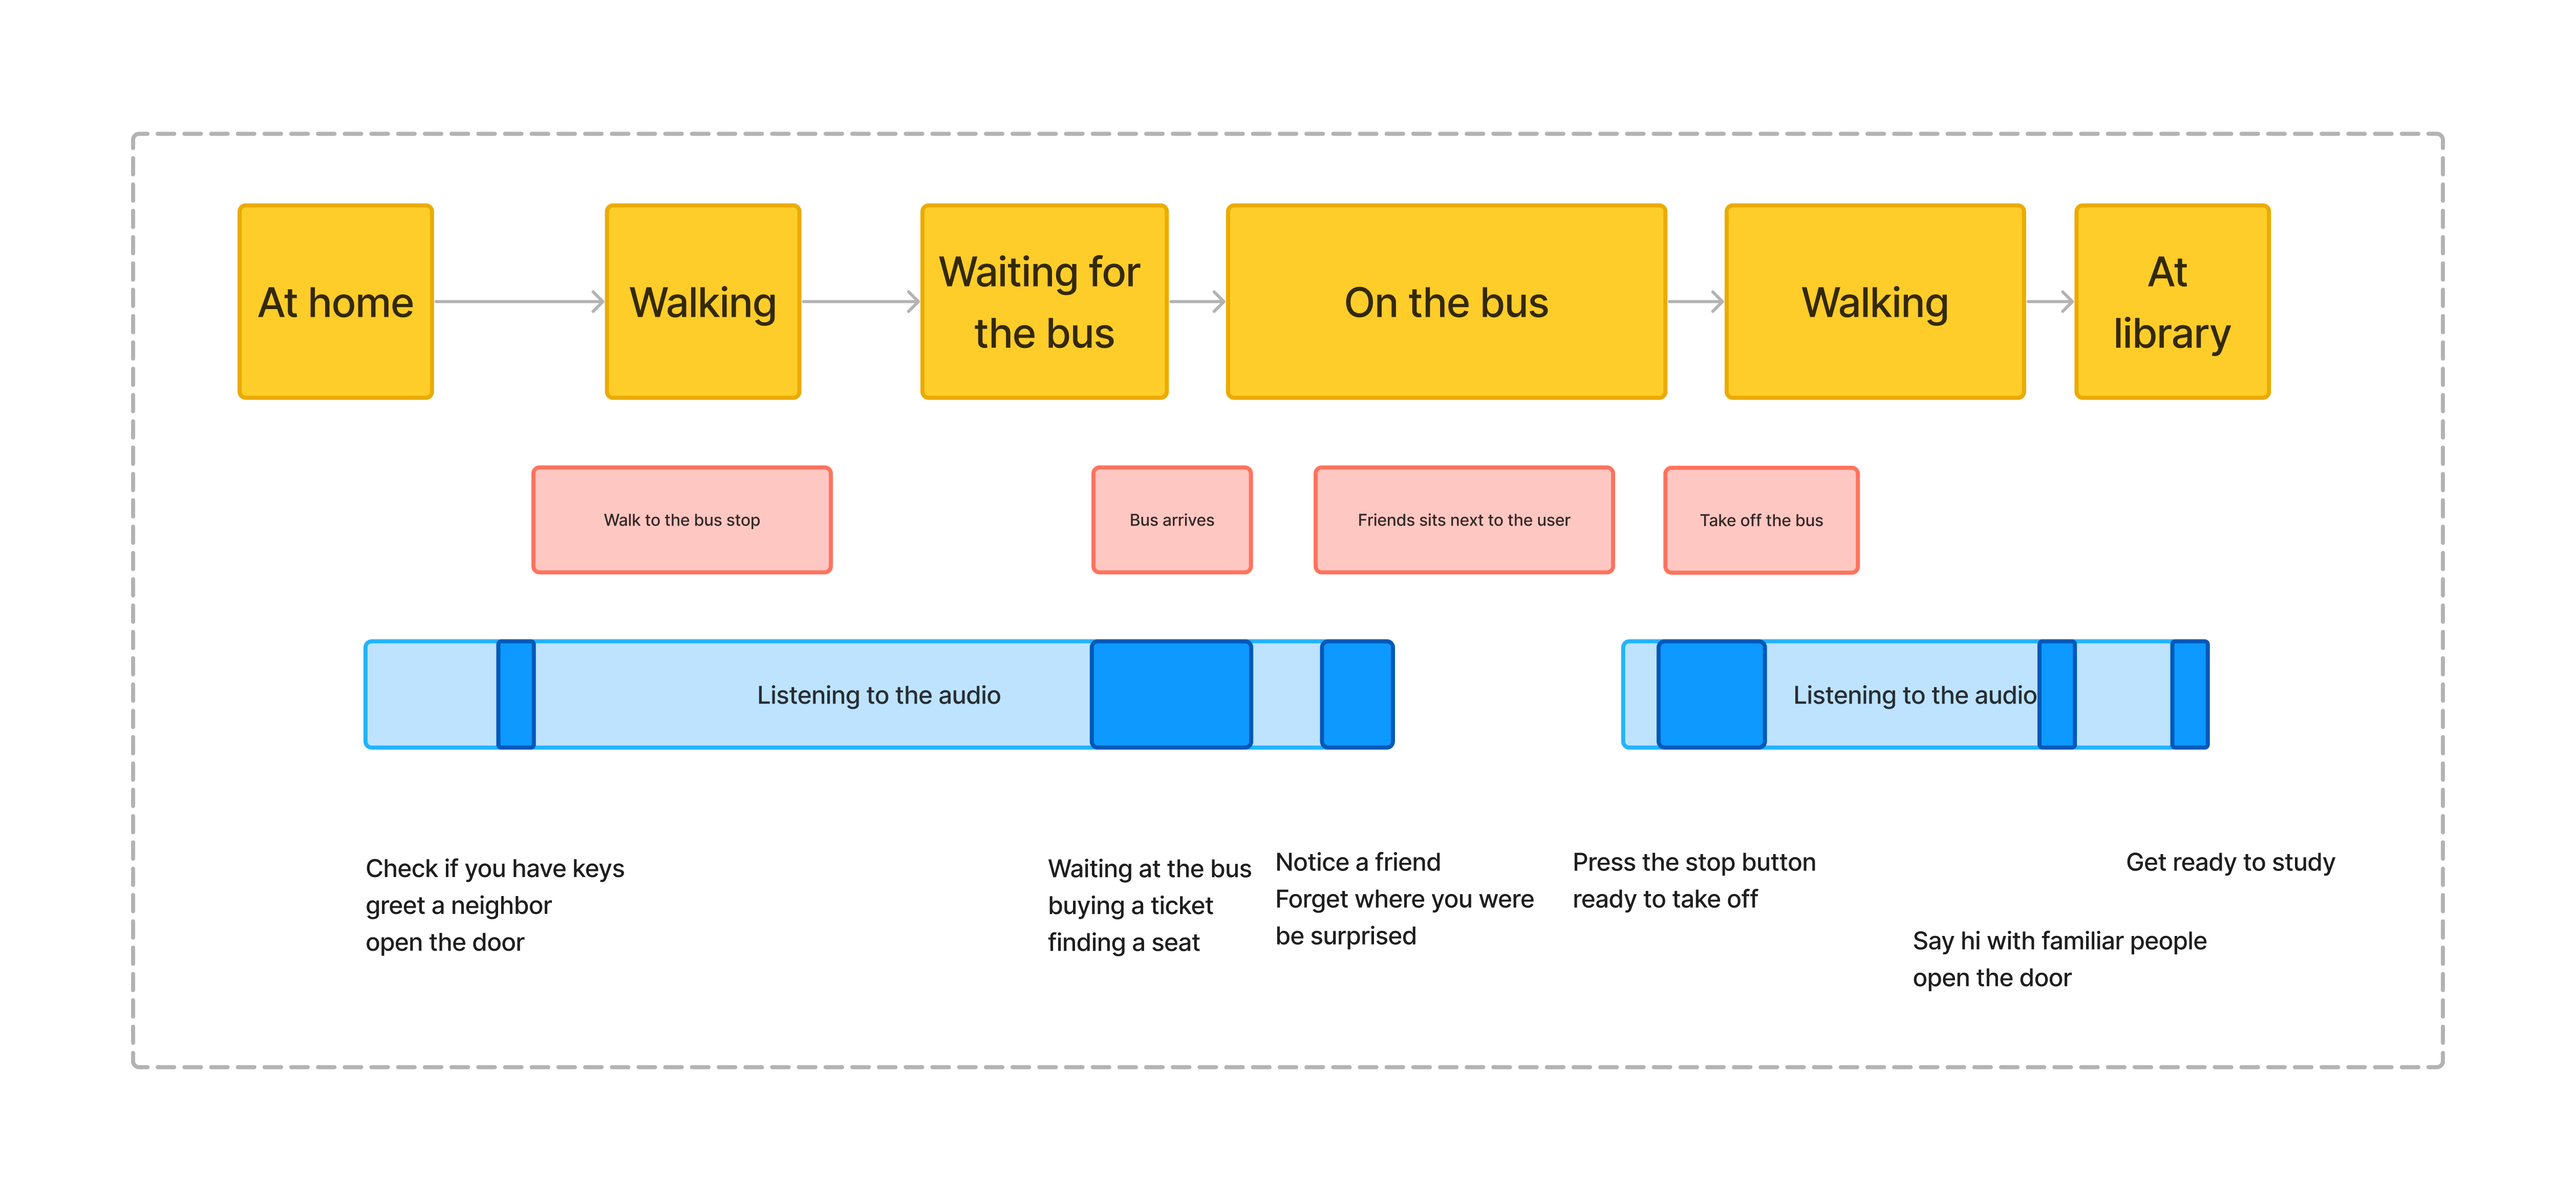 At home
Walking
Waiting for
the bus
On the bus
Walking
At
library
Walk to the bus stop
Bus arrives
Friends sits next to the user
Take off the bus
Listening to the audio
Listening to the audio
Check if you have keys
greet a neighbor
open the door
Waiting at the bus
buying a ticket
finding a seat
Notice a friend
Forget where you were
be surprised
Press the stop button
ready to take off
Say hi with familiar people
open the door
Get ready to study